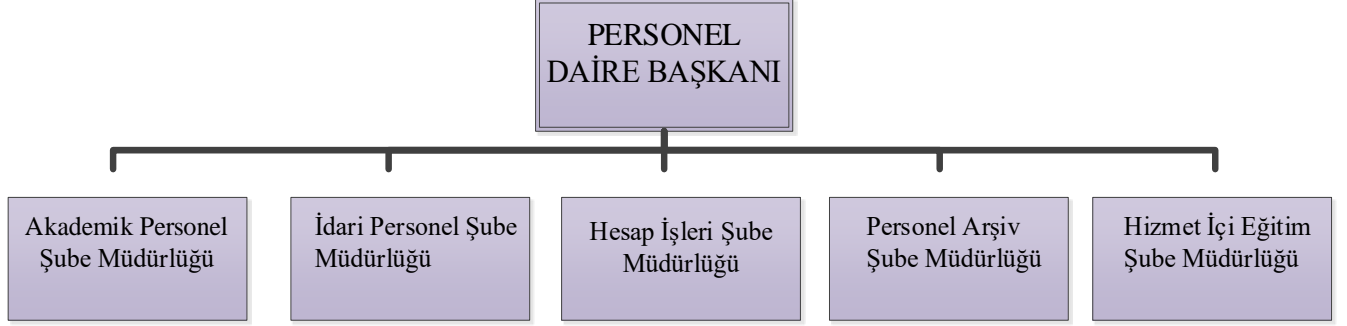 PERSONEL
DAİRE BAŞKANI
Akademik Personel
Şube Müdürlüğü
İdari Personel Şube
Müdürlüğü
Hesap İşleri Şube
Müdürlüğü
Personel Arşiv
Şube Müdürlüğü
Hizmet İçi Eğitim
Şube Müdürlüğü